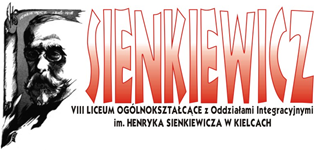 SIENKIEWICZ
VIII LICEUM OGÓLNOKSZTAŁCĄCE z Oddziałami Integracyjnymi
im. HENRYKA SIENKIEWICZA W KIELCACH